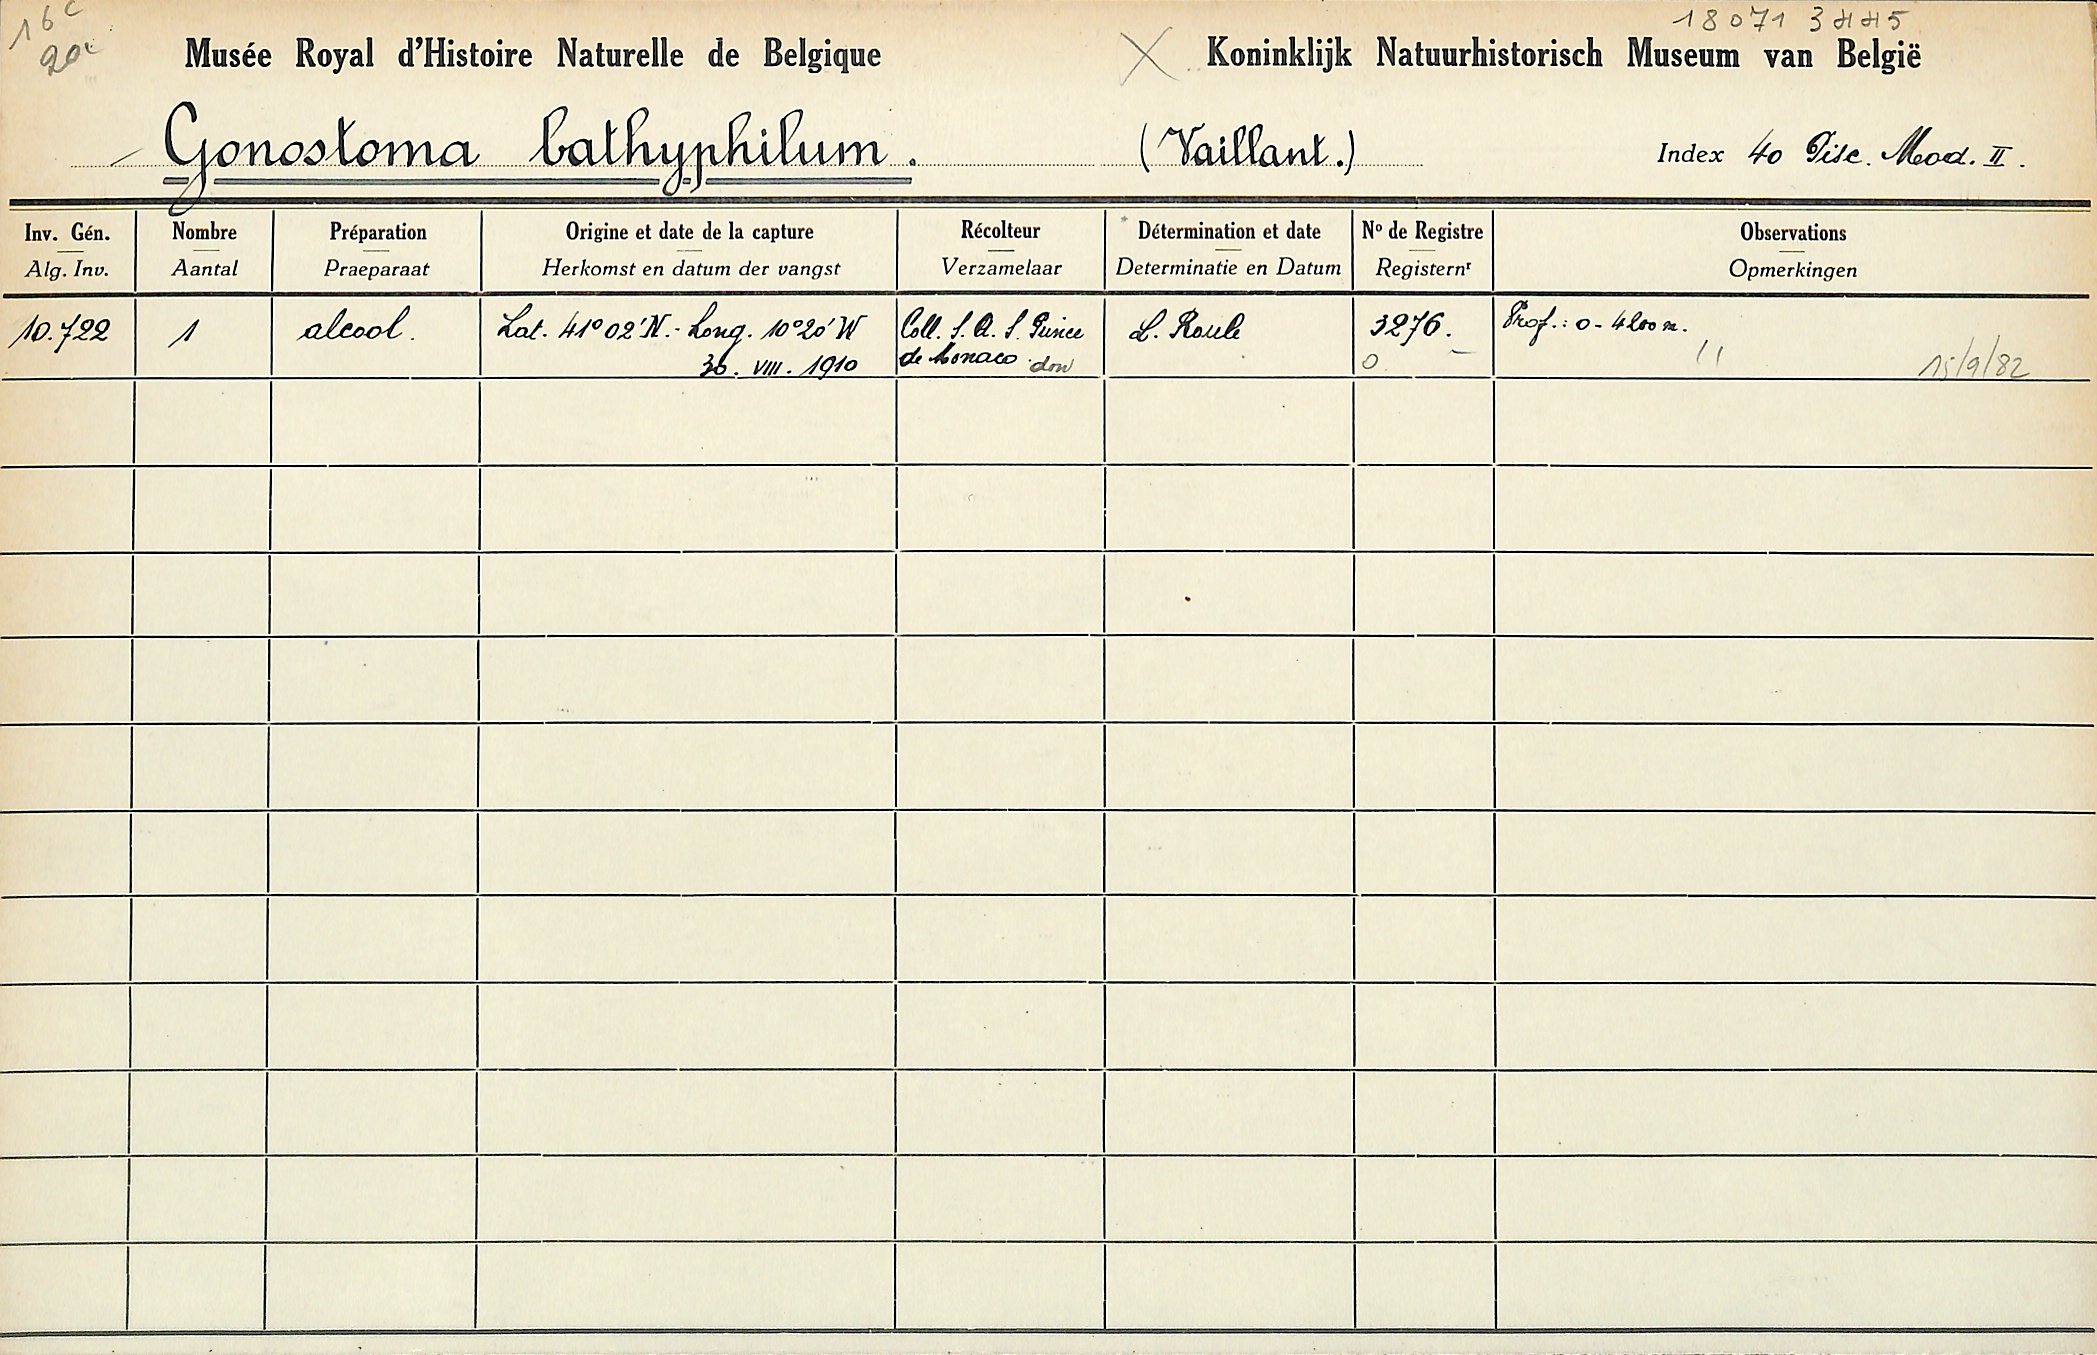 16c 18071 3445
20c
Musée Royal d'Histoire Naturelle de Belgique X Koninklijk Natuurhistorisch Museum van België
Gonostoma bathyphilum. (Vaillant.) Index 40 Pisc. Mod. II.
Inv. Gén. Nombre Préparation Origine et date de la capture Récolteur Détermination et date No de Registre Observations
Alg. Inv. Aantal Praeparaat Herkomst en datum der vangst Verzamelaar Determinatie en Datum Registernr Opmerkingen
10.722 1 alcool. Lat. 41°02'N. - Long. 10°20'W Coll. S. A. S. Prince L. Roule 3276. Prof.: 0-4200 m.
30. VIII. 1910 de Monaco don 0 15/9/82